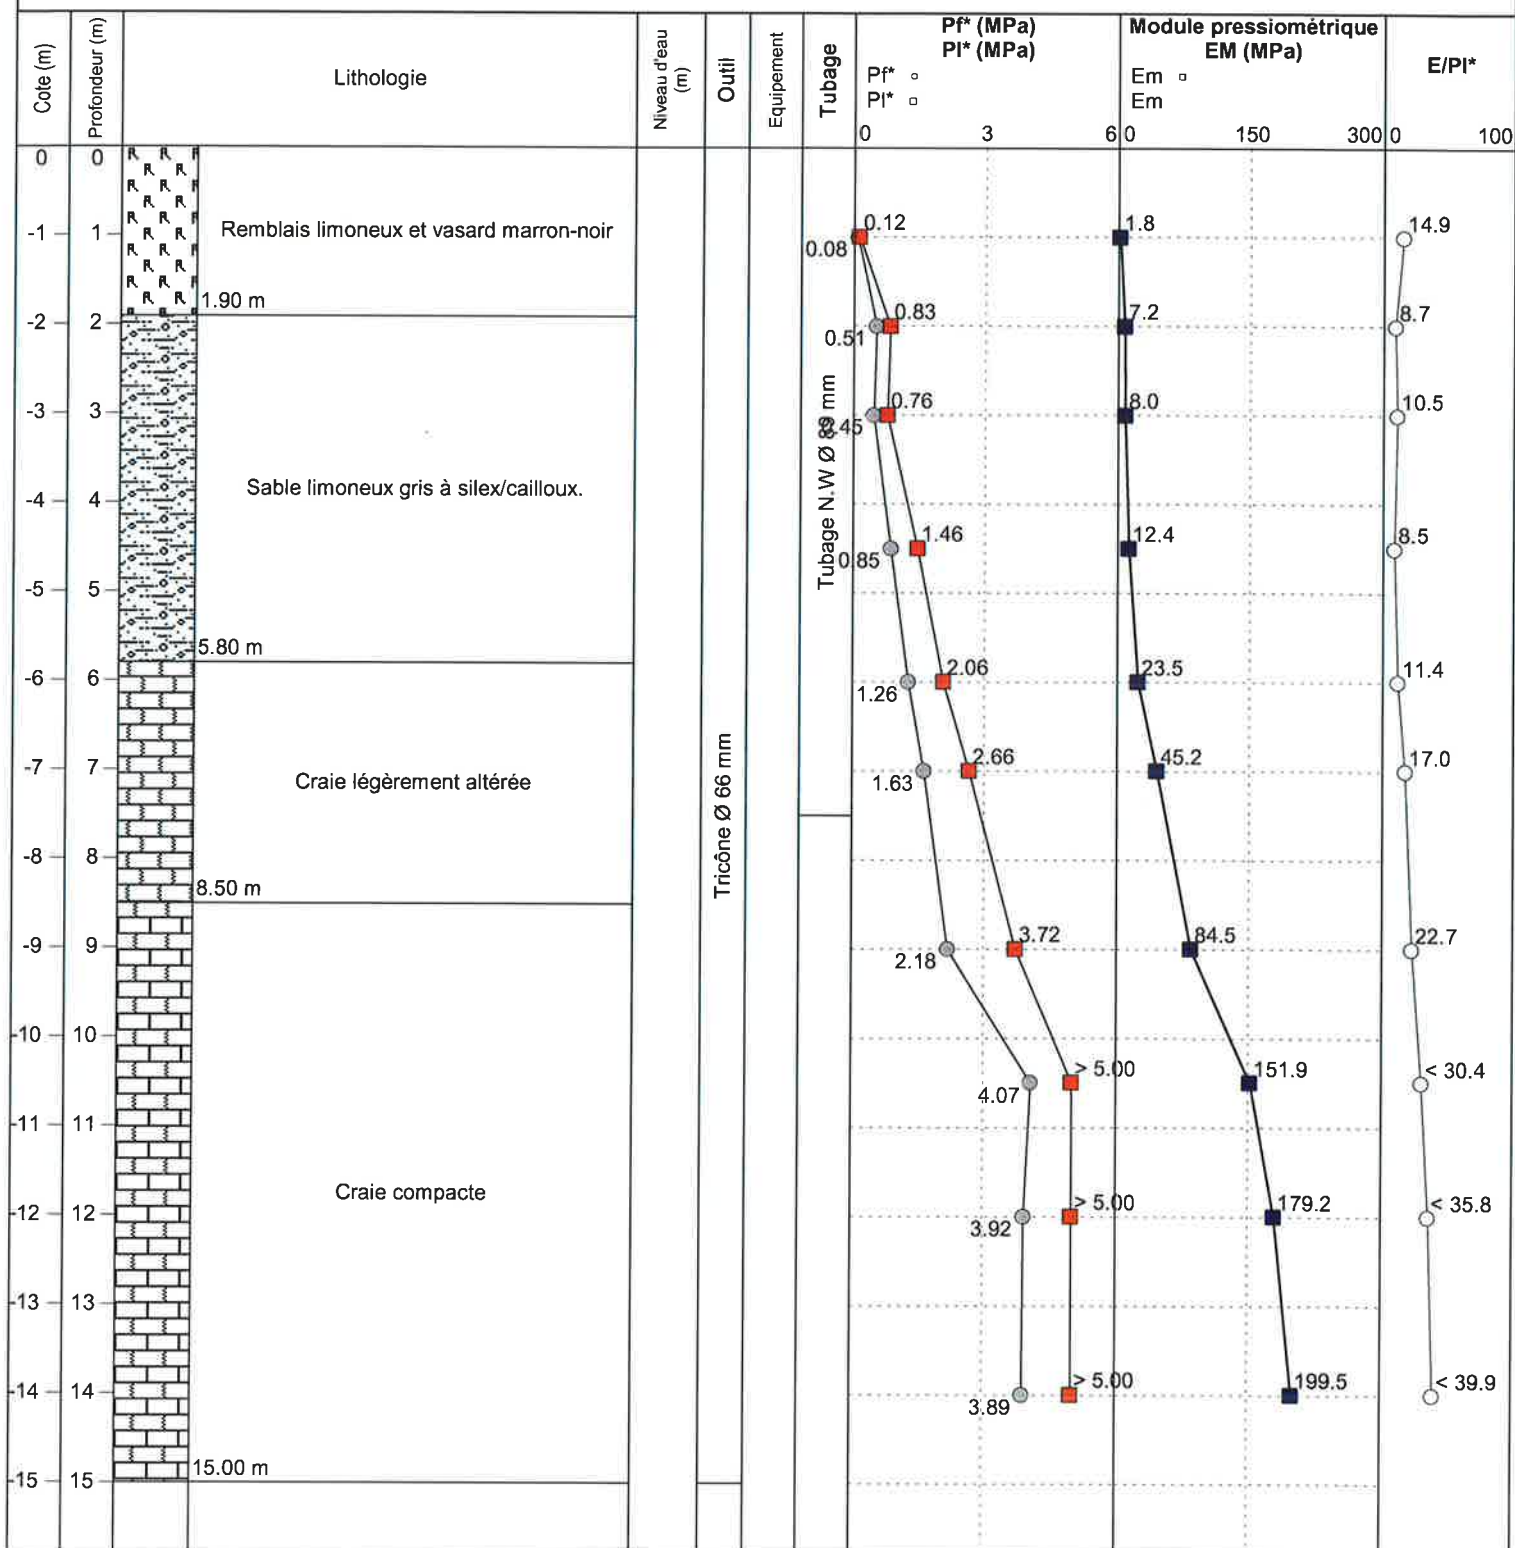 Cote (m)
Profondeur (m)
Lithologie
Niveau d'eau
(m)
Outil
Equipement
Tubage
Pf* (MPa)
Pl* (MPa)
Pf*
Pl*
0 3 6
Module pressiométrique
EM (MPa)
Em
Em
0 150 300
E/Pl*
0 100
0 0
-1 1
-2 2
-3 3
-4 4
-5 5
-6 6
-7 7
-8 8
-9 9
-10 10
-11 11
-12 12
-13 13
-14 14
-15 15
Remblais limoneux et vasard marron-noir
1.90 m
Sable limoneux gris à silex/cailloux.
5.80 m
Craie légèrement altérée
8.50 m
Craie compacte
15.00 m
Tricône Ø 66 mm
Tubage N.W Ø 89 mm
0.12 1.8 14.9
0.08
0.83 7.2 8.7
0.51
0.76 8.0 10.5
0.45
1.46 12.4 8.5
0.85
2.06 23.5 11.4
1.26
2.66 45.2 17.0
1.63
3.72 84.5 22.7
2.18
> 5.00 151.9 < 30.4
4.07
> 5.00 179.2 < 35.8
3.92
> 5.00 199.5 < 39.9
3.89